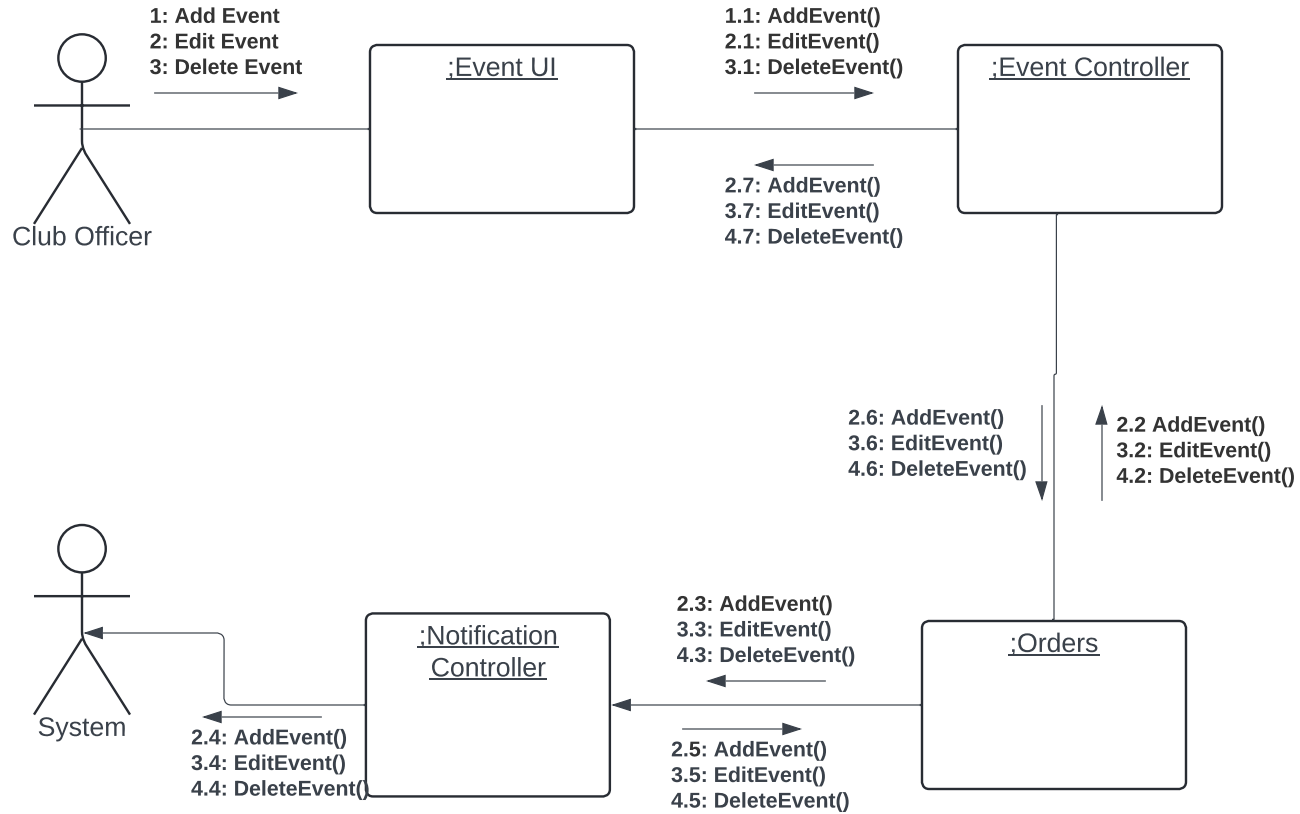 1: Add Event
2: Edit Event
3: Delete Event
1.1: AddEvent()
2.1: EditEvent()
3.1: DeleteEvent()
;Event UI
;Event Controller
2.7: AddEvent()
3.7: EditEvent()
4.7: DeleteEvent()
Club Officer
2.6: AddEvent()
3.6: EditEvent()
4.6: DeleteEvent()
2.2 AddEvent()
3.2: EditEvent()
4.2: DeleteEvent()
2.3: AddEvent()
3.3: EditEvent()
4.3: DeleteEvent()
;Notification
Controller
;Orders
System
2.4: AddEvent()
3.4: EditEvent()
4.4: DeleteEvent()
2.5: AddEvent()
3.5: EditEvent()
4.5: DeleteEvent()